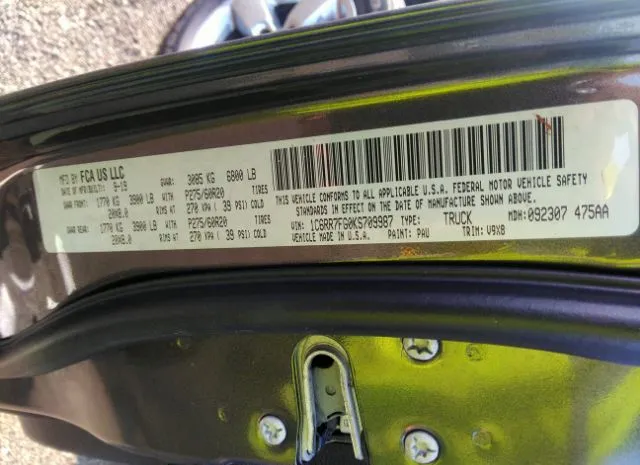 MFD BY FCA US LLC
DATE OF MFR/BUILT: 9-19 GVWR: 3085 KG 6800 LB
GAWR FRONT: 1770 KG 3900 LB WITH P275/60R20 TIRES
20X8.0 RIMS AT 270 KPA ( 39 PSI) COLD
GAWR REAR: 1770 KG 3900 LB WITH P275/60R20 TIRES
20X8.0 RIMS AT 270 KPA ( 39 PSI) COLD
THIS VEHICLE CONFORMS TO ALL APPLICABLE U.S.A. FEDERAL MOTOR VEHICLE SAFETY
STANDARDS IN EFFECT ON THE DATE OF MANUFACTURE SHOWN ABOVE.
VIN: 1C6RR7FG0KS709987 TYPE: TRUCK MDH: 092307 475AA
VEHICLE MADE IN U.S.A. PAINT: PAU TRIM: V9X8